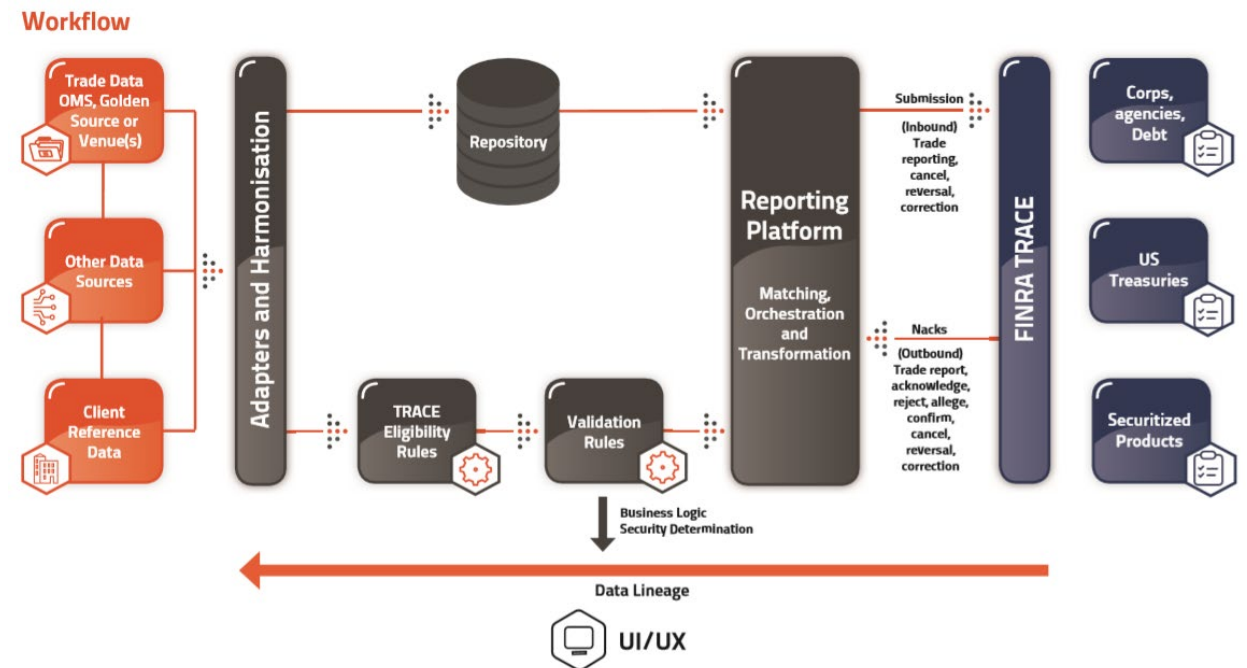 Workflow
Trade Data
OMS, Golden
Source or
Venue(s)
Other Data
Sources
Client
Reference
Data
Adapters and Harmonisation
Repository
TRACE
Eligibility
Rules
Validation
Rules
Business Logic
Security Determination
Reporting
Platform
Matching,
Orchestration
and
Transformation
Submission
(Inbound)
Trade
reporting,
cancel,
reversal,
correction
Nacks
(Outbound)
Trade report,
acknowledge,
reject, allege,
confirm,
cancel,
reversal,
correction
FINRA TRACE
Corps,
agencies,
Debt
US
Treasuries
Securitized
Products
Data Lineage
UI/UX